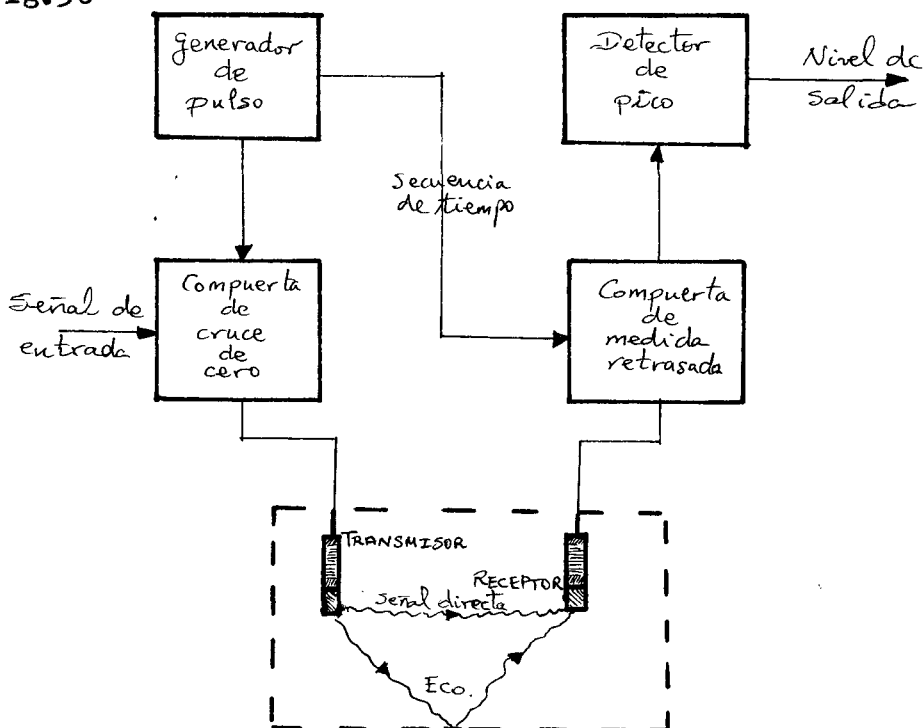 Generador
de
pulso
Detector
de
pico
Nivel dc
Salida
Secuencia
de tiempo
Señal de
entrada
Compuerta
de
cruce
de
cero
Compuerta
de
medida
retrasada
TRANSMISOR
RECEPTOR
señal directa
Eco.